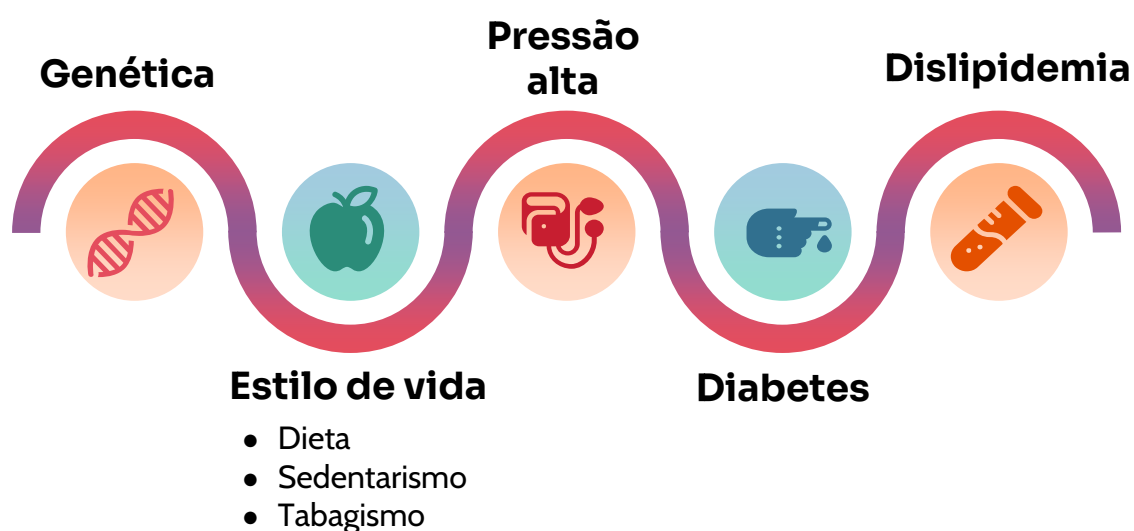 Genética
Estilo de vida
• Dieta
• Sedentarismo
• Tabagismo
Pressão
alta
Diabetes
Dislipidemia